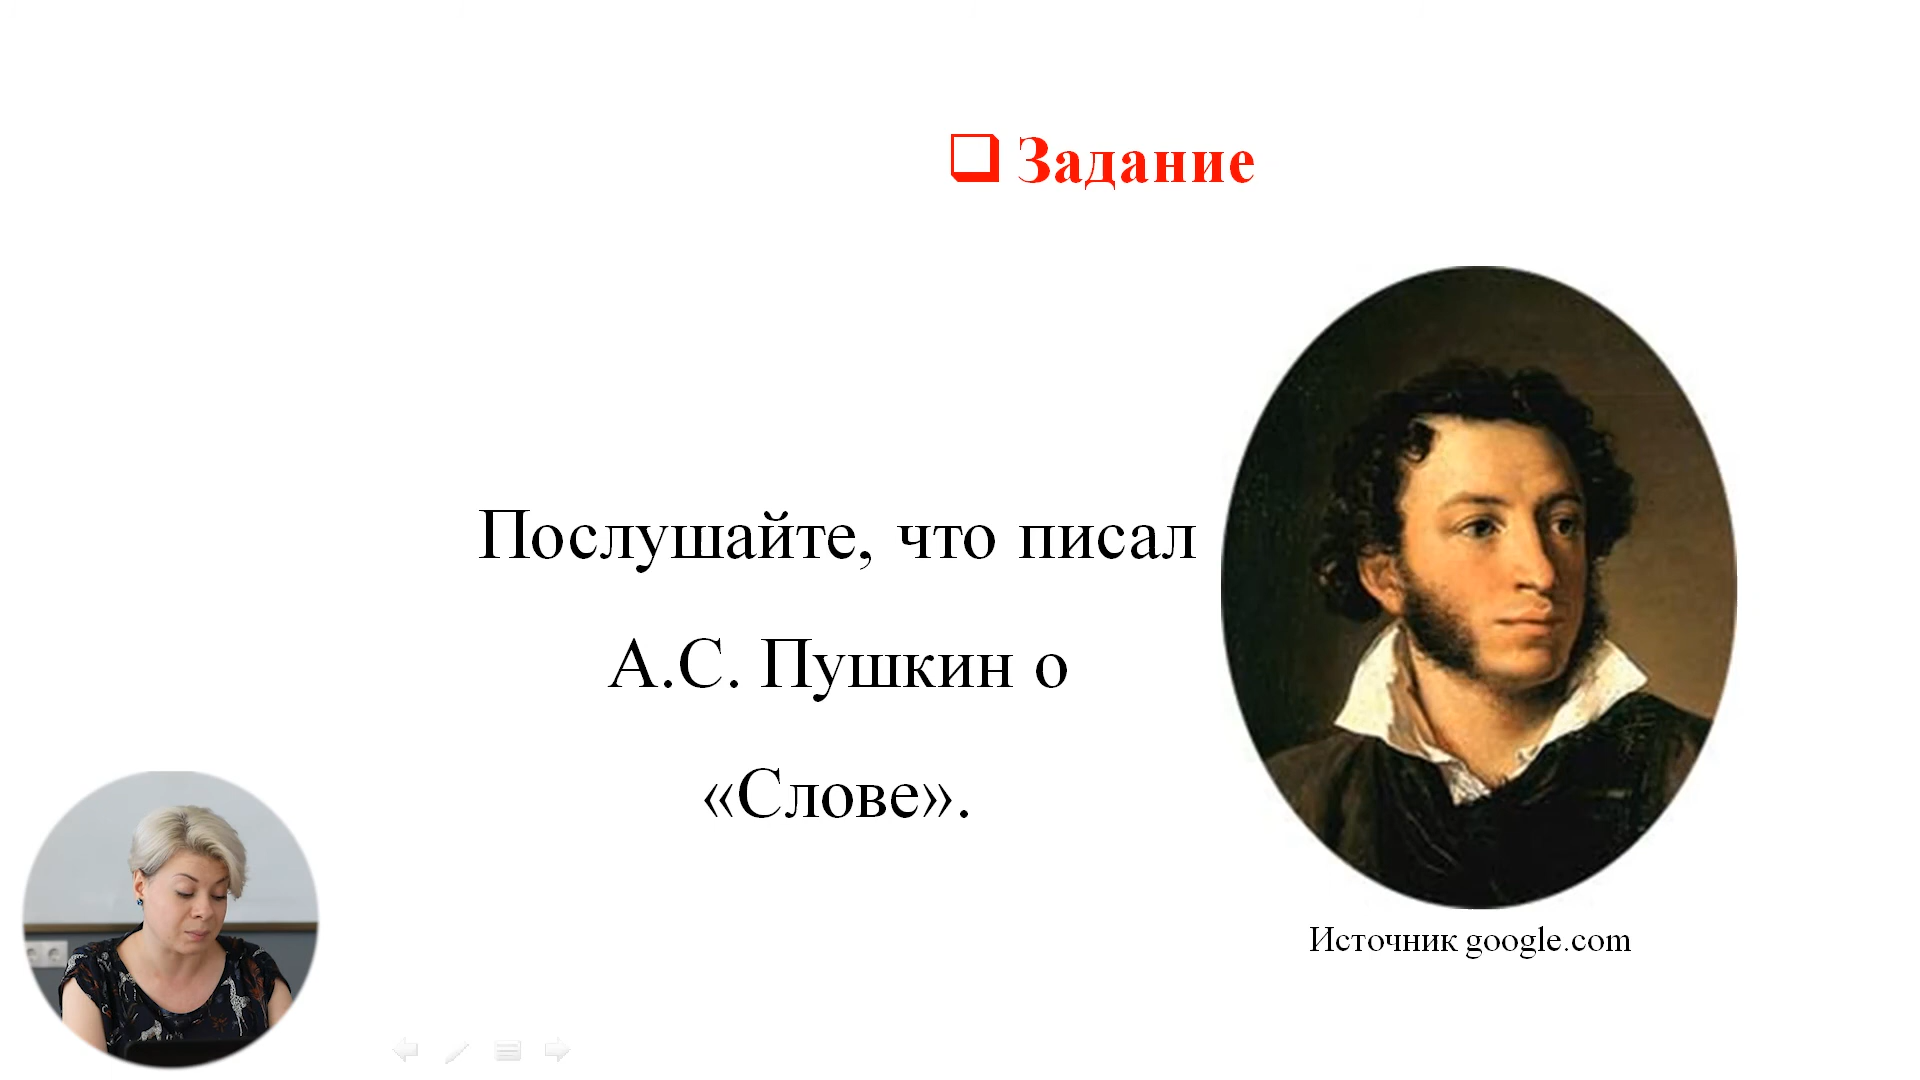 Задание
Послушайте, что писал
А.С. Пушкин о
«Слове».
Источник google.com